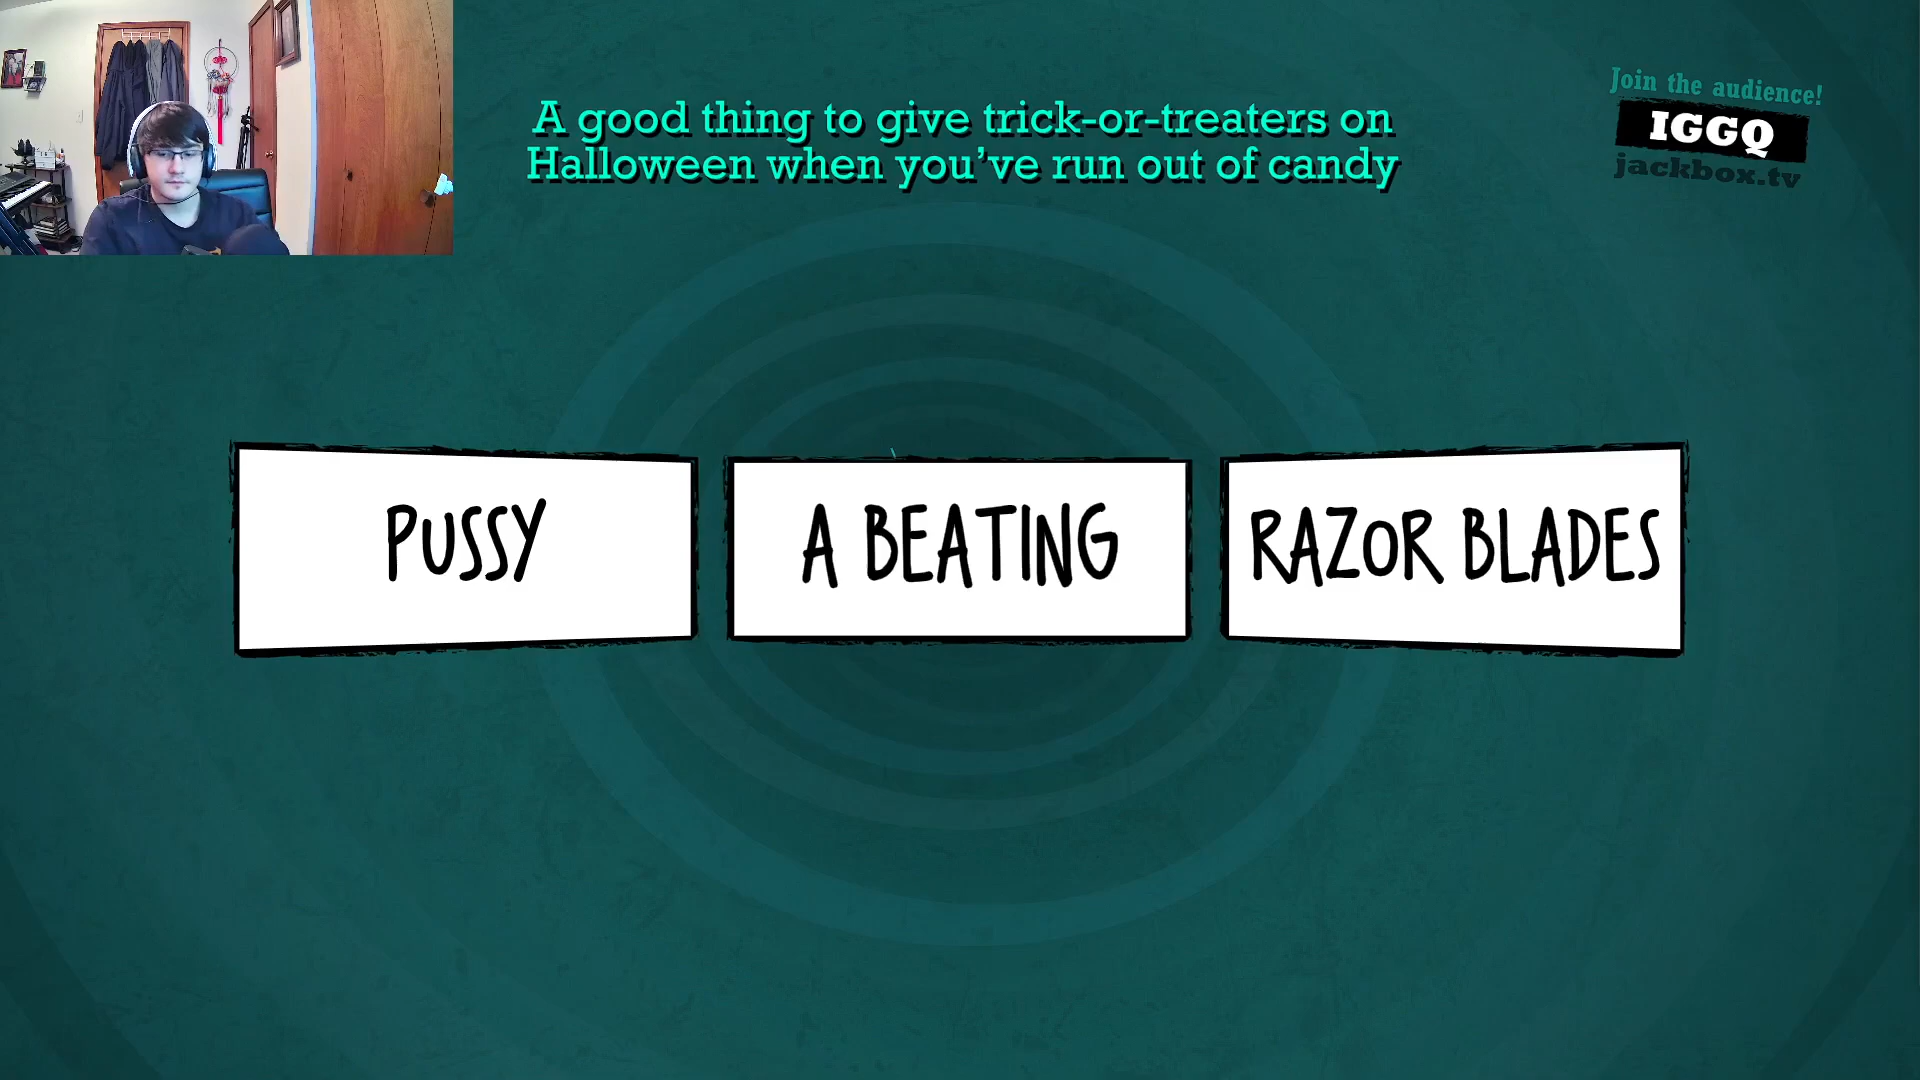 A good thing to give trick-or-treaters on
Halloween when you've run out of candy
Join the audience!
IGGQ
jackbox.tv
PUSSY
A BEATING
RAZOR BLADES